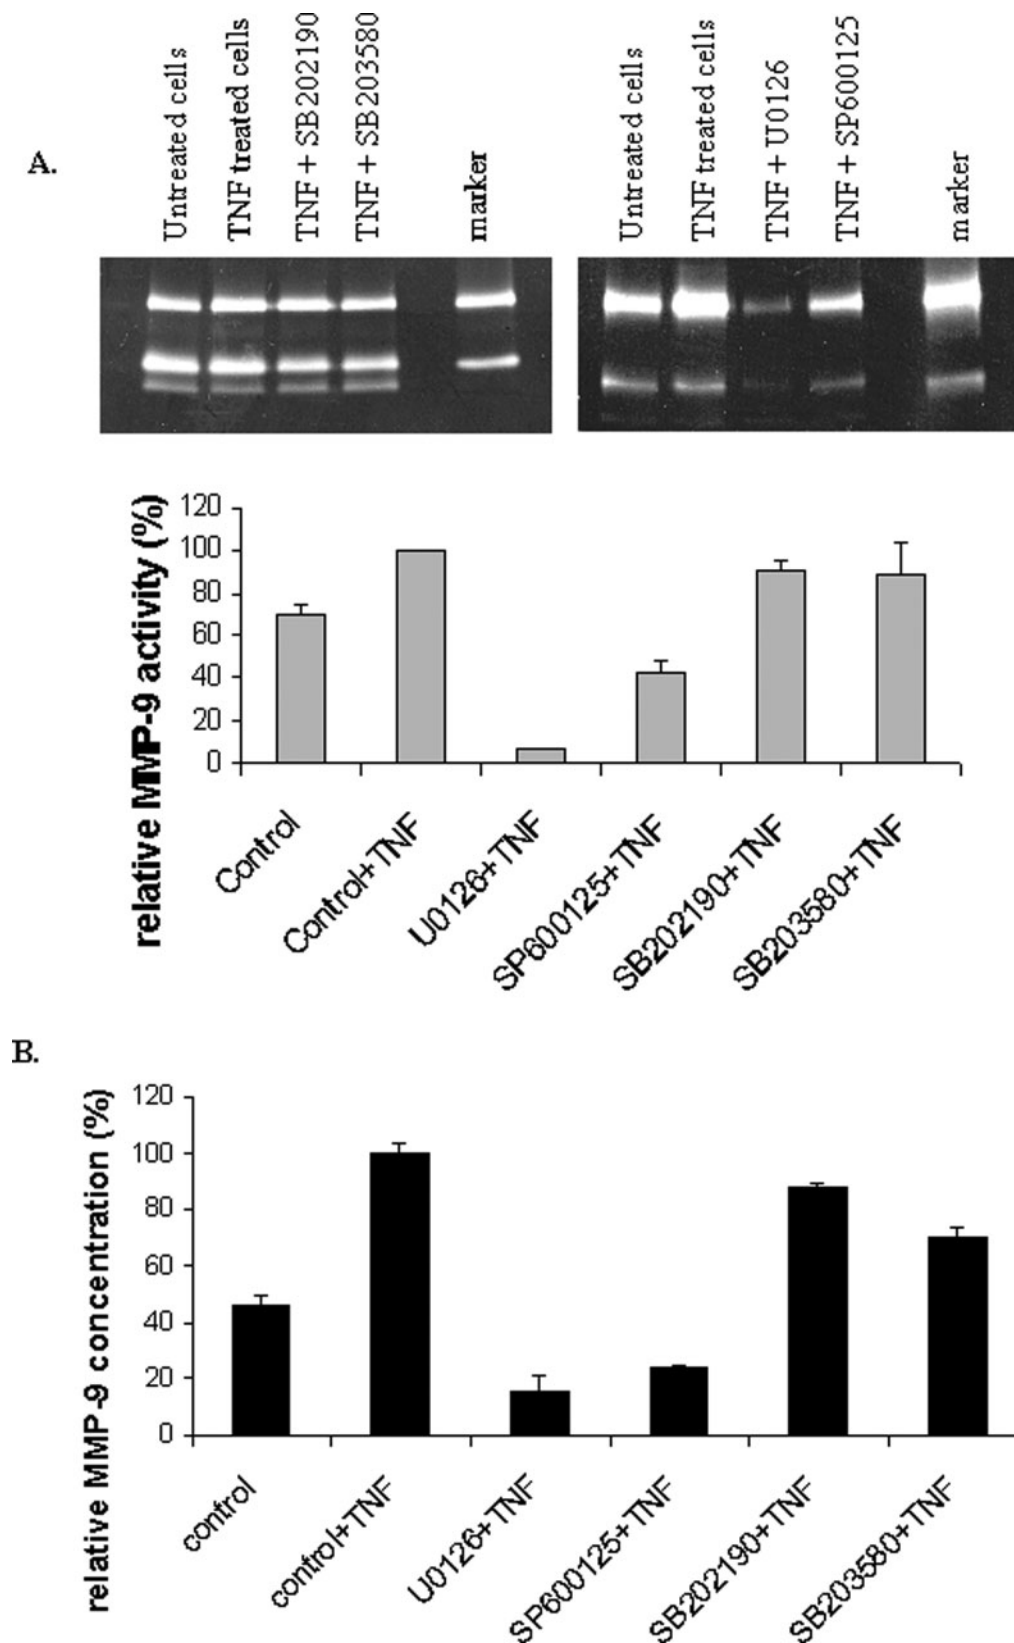 A.
Untreated cells
TNF treated cells
TNF + SB202190
TNF + SB203580
marker
Untreated cells
TNF treated cells
TNF + U0126
TNF + SP600125
marker
relative MMP-9 activity (%)
120
100
80
60
40
20
0
Control
Control+TNF
U0126+TNF
SP600125+TNF
SB202190+TNF
SB203580+TNF
B.
relative MMP-9 concentration (%)
120
100
80
60
40
20
0
control
control+TNF
U0126+TNF
SP600125+TNF
SB202190+TNF
SB203580+TNF